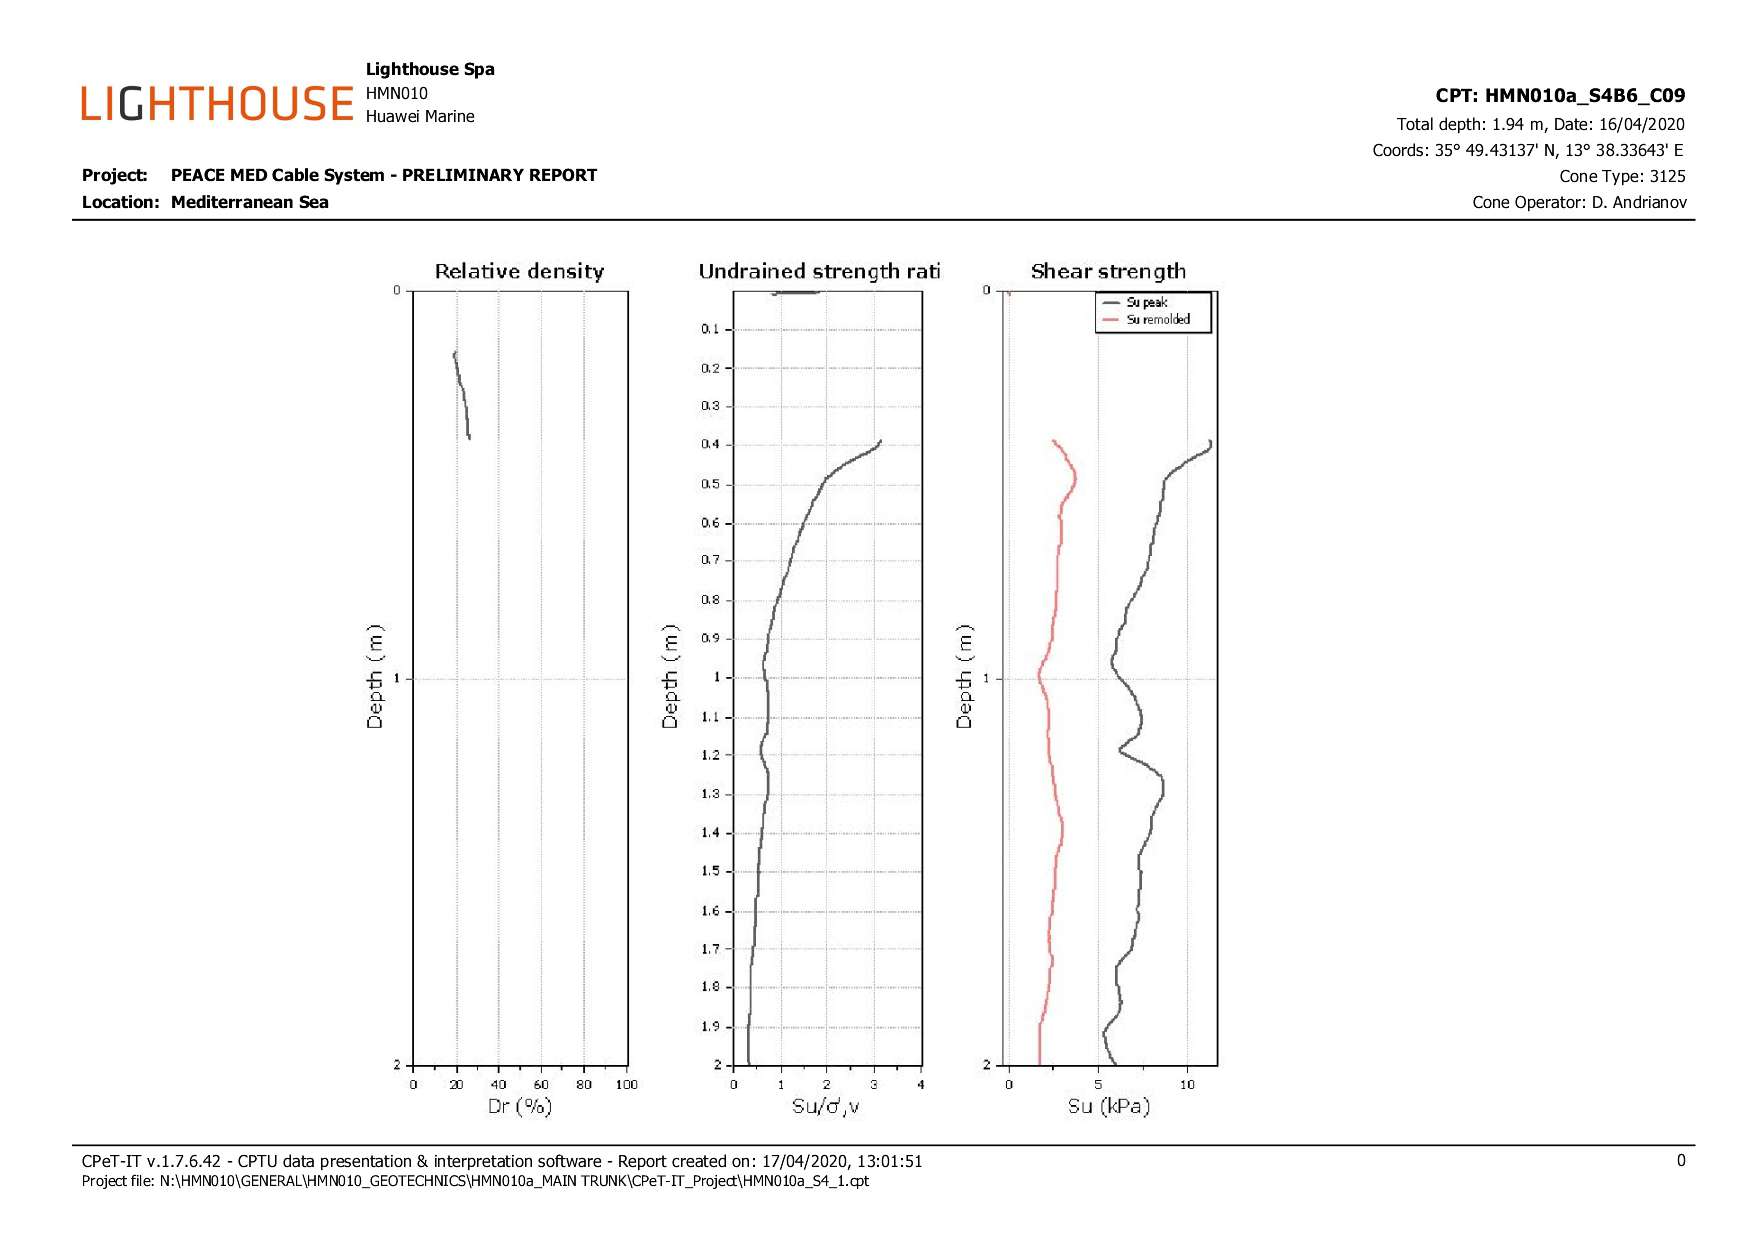 LIGHTHOUSE
Lighthouse Spa
HMN010
Huawei Marine
Project: PEACE MED Cable System - PRELIMINARY REPORT
Location: Mediterranean Sea
CPT: HMN010a_S4B6_C09
Total depth: 1.94 m, Date: 16/04/2020
Coords: 35° 49.43137' N, 13° 38.33643' E
Cone Type: 3125
Cone Operator: D. Andrianov
Relative density
0
1
2
Depth (m)
0 20 40 60 80 100
Dr (%)
Undrained strength rati
0.1
0.2
0.3
0.4
0.5
0.6
0.7
0.8
0.9
1
1.1
1.2
1.3
1.4
1.5
1.6
1.7
1.8
1.9
2
Depth (m)
0 1 2 3 4
Su/σ',v
Shear strength
Su peak
Su remolded
0
1
2
Depth (m)
0 5 10
Su (kPa)
CPeT-IT v.1.7.6.42 - CPTU data presentation & interpretation software - Report created on: 17/04/2020, 13:01:51
0
Project file: N:\HMN010\GENERAL\HMN010_GEOTECHNICS\HMN010a_MAIN TRUNK\CPeT-IT_Project\HMN010a_S4_1.cpt